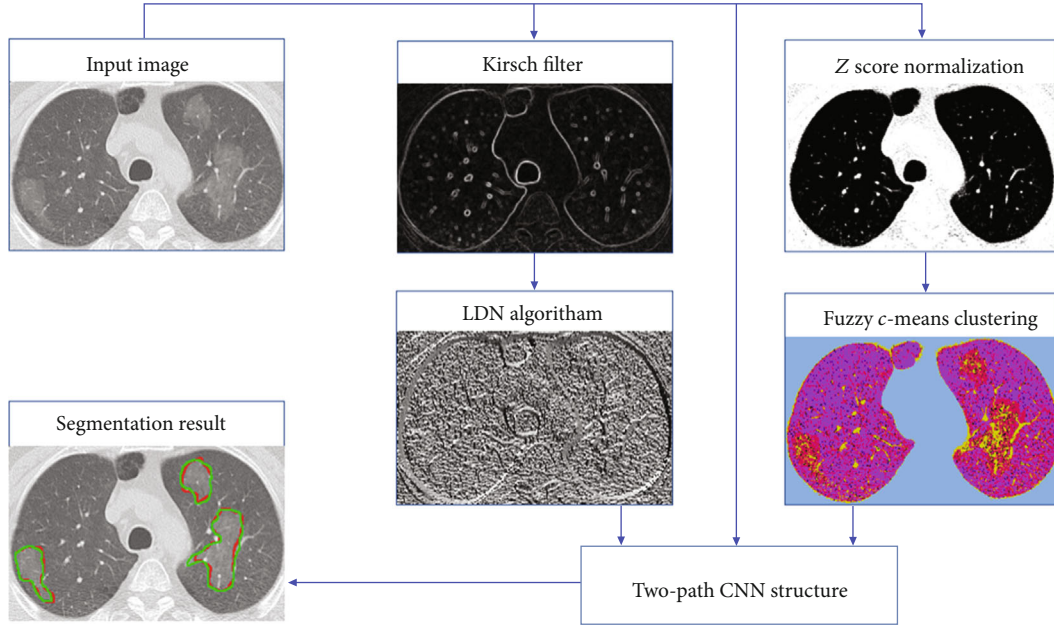 Input image
Kirsch filter
Z score normalization
LDN algoritham
Fuzzy c-means clustering
Segmentation result
Two-path CNN structure